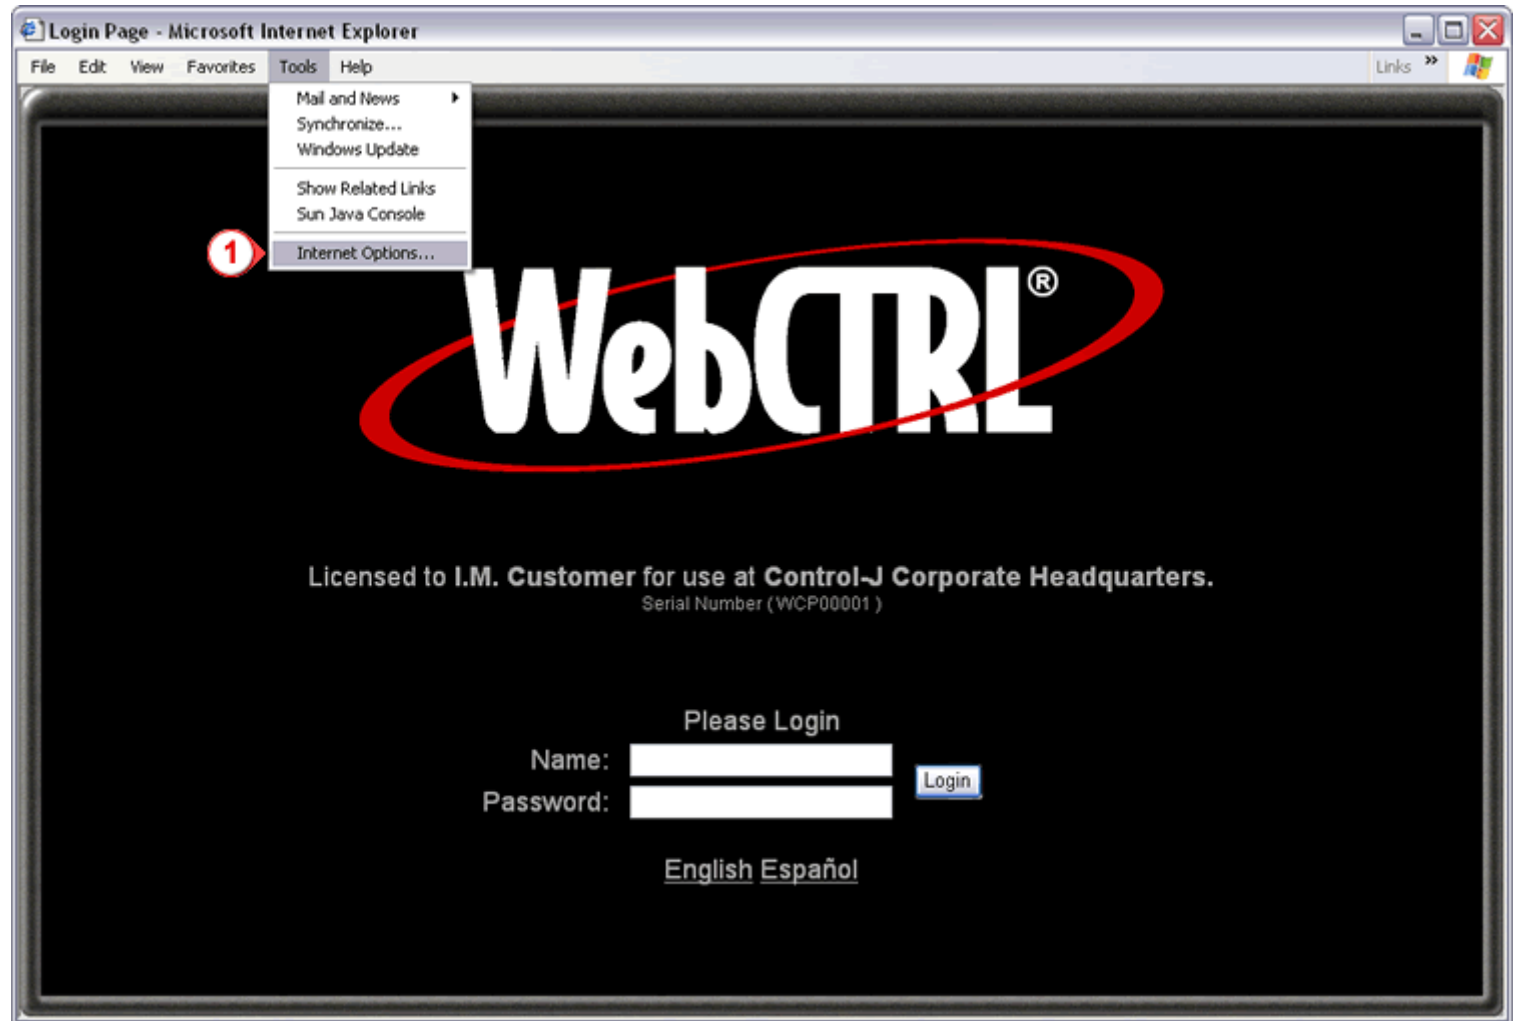 Login Page - Microsoft Internet Explorer
File Edit View Favorites Tools Help Links »
Mail and News
Synchronize...
Windows Update
Show Related Links
Sun Java Console
1 Internet Options...
WebCTRL®
Licensed to I.M. Customer for use at Control-J Corporate Headquarters.
Serial Number ( WCP00001 )
Please Login
Name:
Login
Password:
English Español